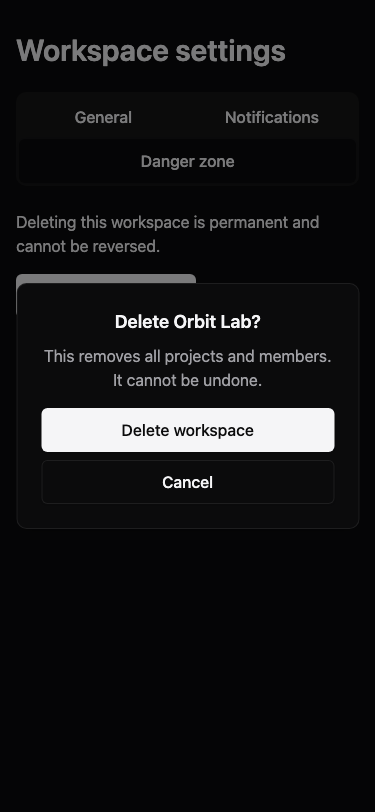 Workspace settings
General
Notifications
Danger zone
Deleting this workspace is permanent and
cannot be reversed.
Delete Orbit Lab?
This removes all projects and members.
It cannot be undone.
Delete workspace
Cancel